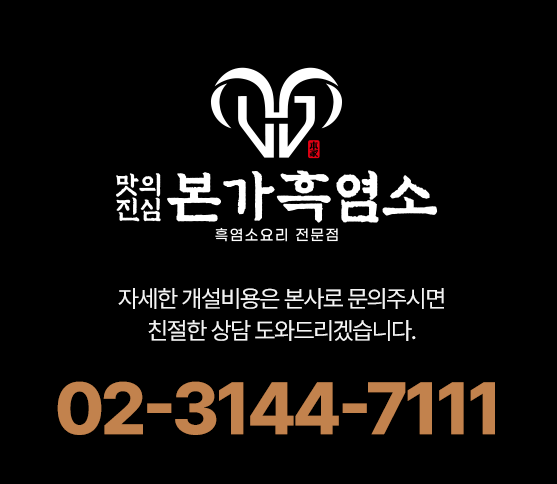 맛의
진심
본가흑염소
흑염소요리 전문점
자세한 개설비용은 본사로 문의주시면
친절한 상담 도와드리겠습니다.
02-3144-7111